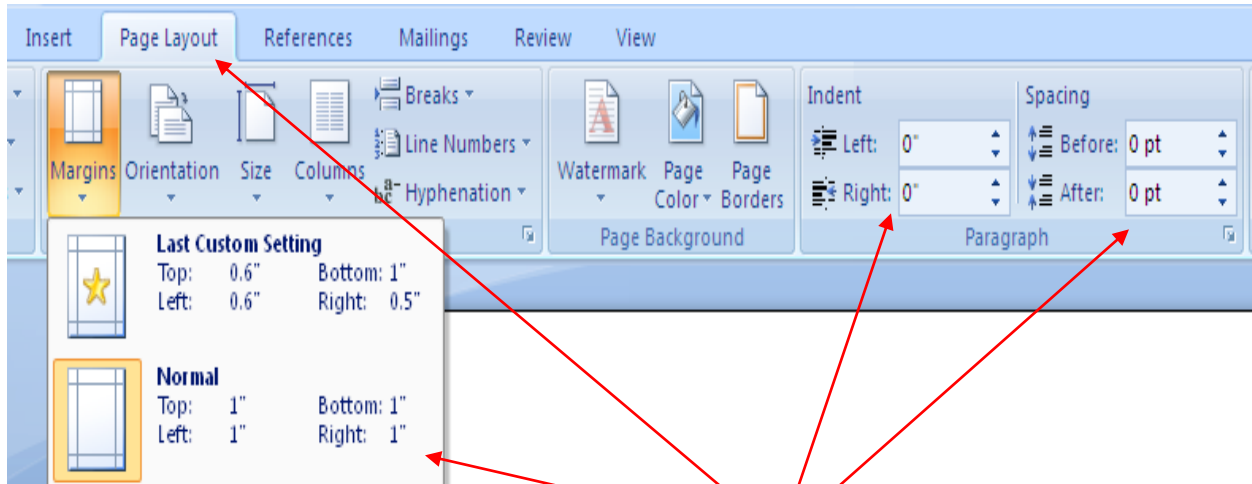 Insert Page Layout References Mailings Review View
Margins Orientation Size Columns
Breaks
Line Numbers
Hyphenation
Watermark Page Color Page Borders
Page Background
Indent
Left: 0"
Right: 0"
Spacing
Before: 0 pt
After: 0 pt
Paragraph
Last Custom Setting
Top: 0.6" Bottom: 1"
Left: 0.6" Right: 0.5"
Normal
Top: 1" Bottom: 1"
Left: 1" Right: 1"